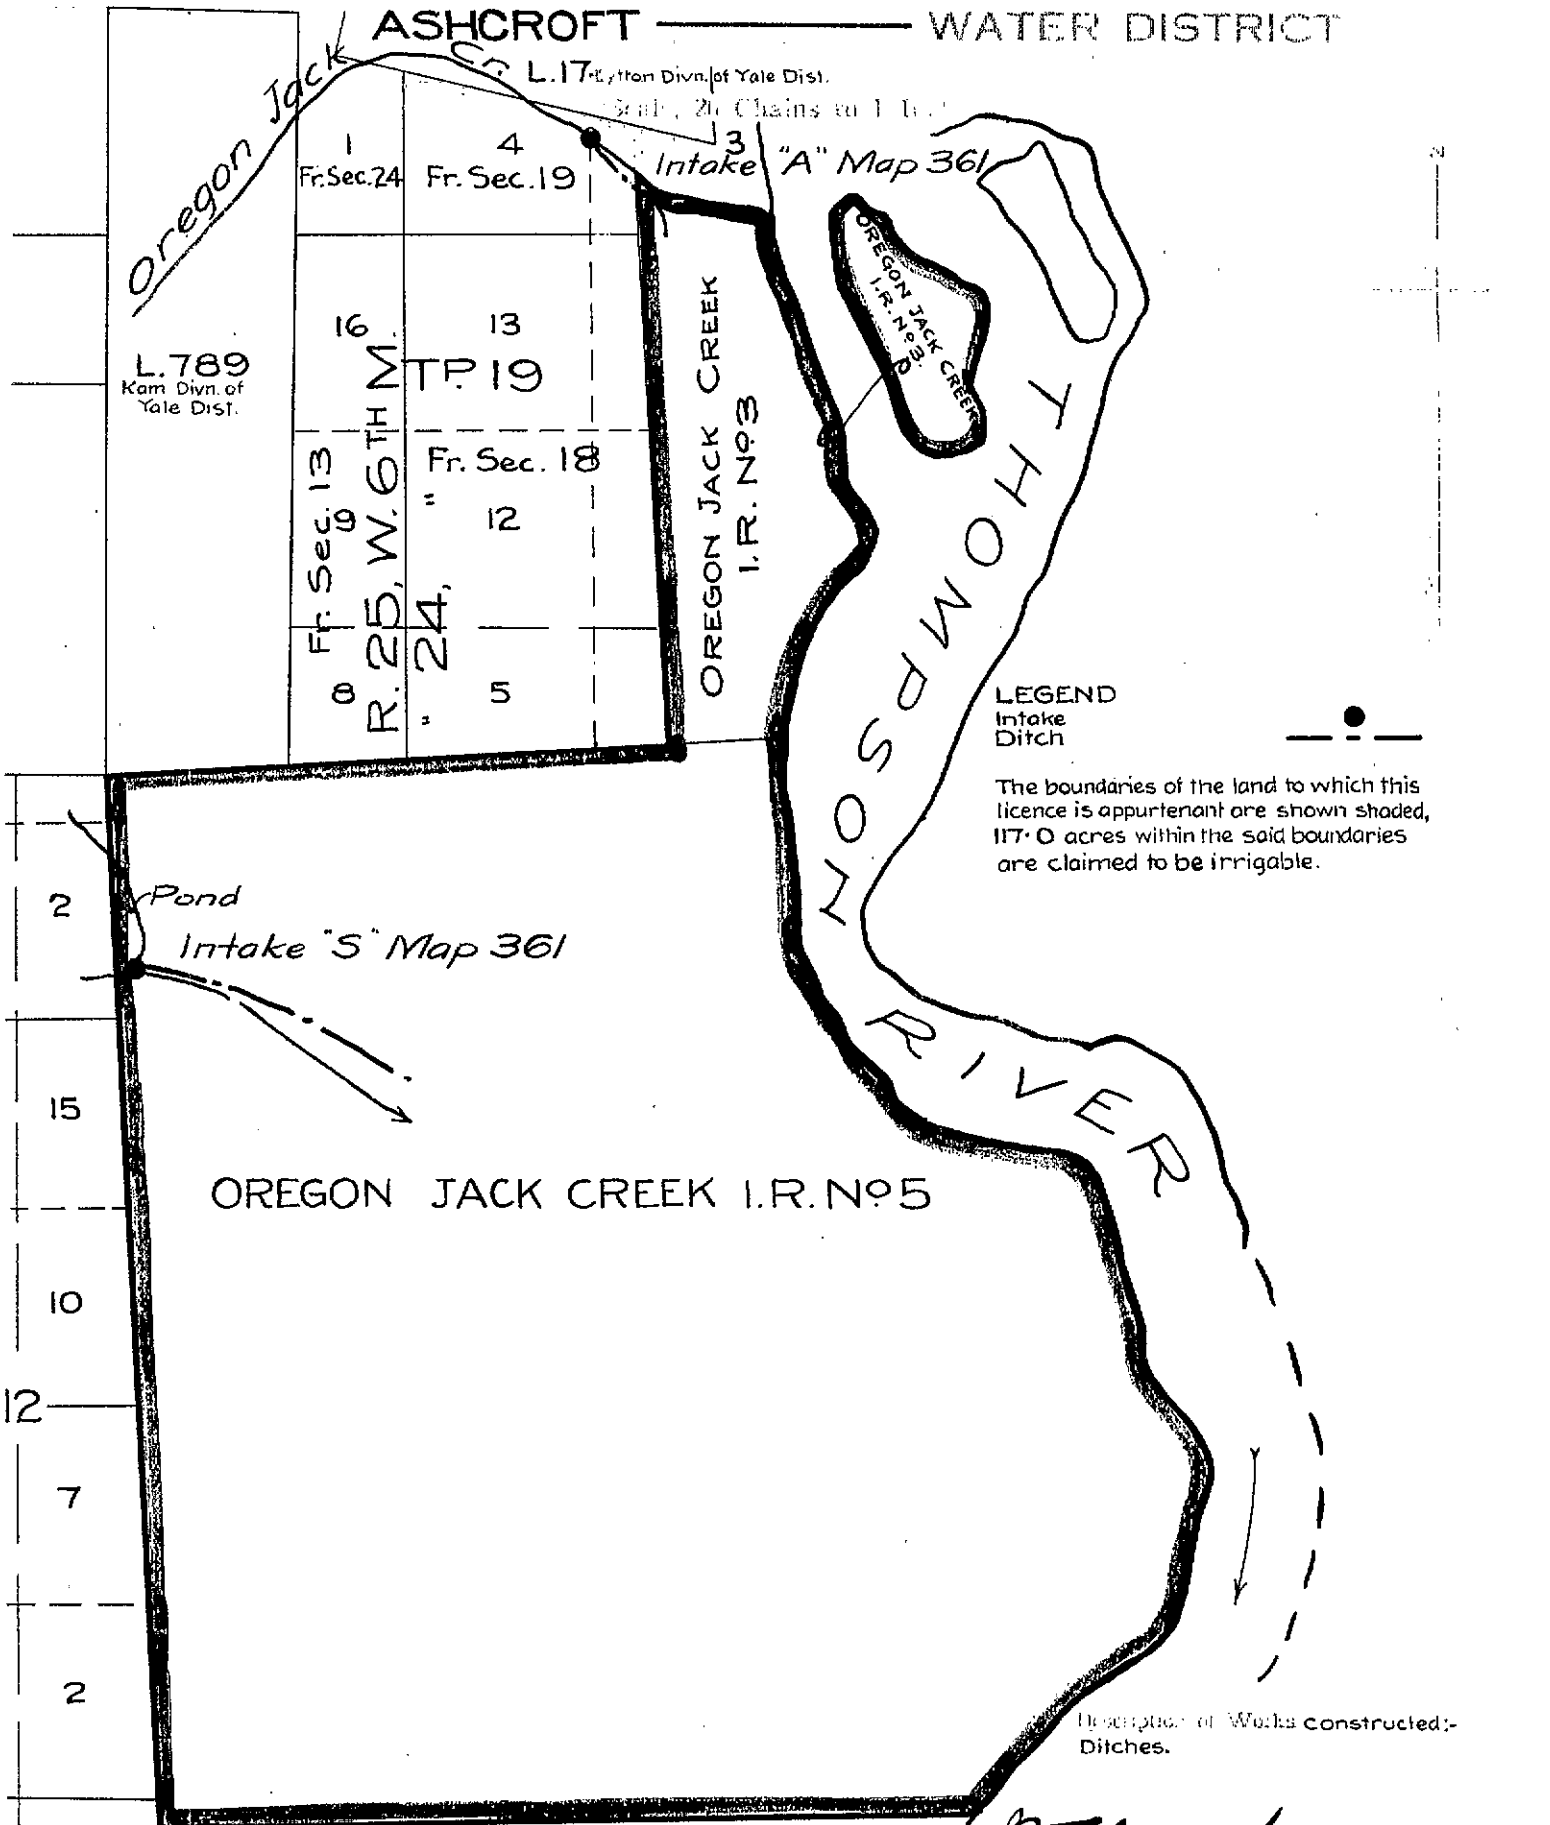 ASHCROFT WATER DISTRICT
Oregon Jack Cr.
L.17 Lytton Divn. of Yale Dist.
Scale, 20 Chains to 1 In.
1
Fr. Sec. 24
4
Fr. Sec. 19
3
Intake "A" Map 361
OREGON JACK CREEK
I.R. Nº 3.
16
13
L. 789
Kam Divn. of
Yale Dist.
TP. 19
R. 25, W. 6TH M.
" 24, "
Fr. Sec. 13
Fr. Sec. 18
9
12
8
5
OREGON JACK CREEK
I.R. Nº 3
THOMPSON RIVER
LEGEND
Intake
Ditch
The boundaries of the land to which this
licence is appurtenant are shown shaded,
117.0 acres within the said boundaries
are claimed to be irrigable.
2
Pond
Intake "S" Map 361
15
OREGON JACK CREEK I.R. Nº 5
10
12
7
2
Description of Works constructed:-
Ditches.